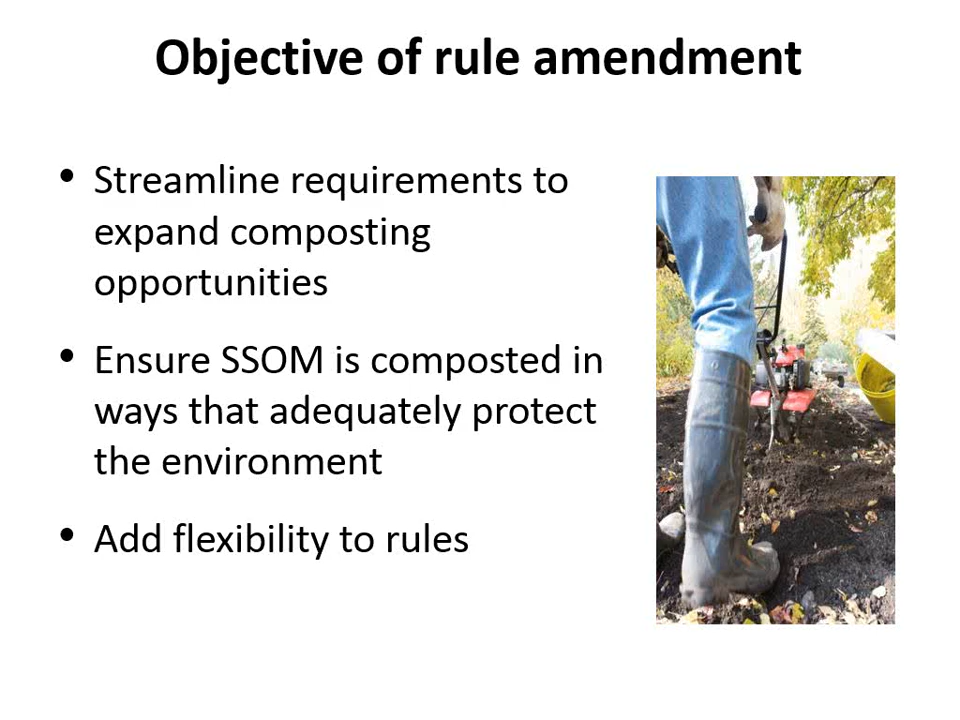 Objective of rule amendment
• Streamline requirements to
expand composting
opportunities
• Ensure SSOM is composted in
ways that adequately protect
the environment
• Add flexibility to rules